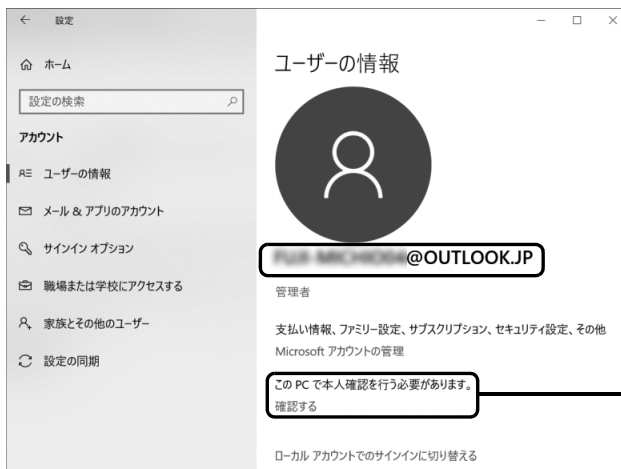 設定
ホーム
設定の検索
アカウント
ユーザーの情報
メール & アプリのアカウント
サインイン オプション
職場または学校にアクセスする
家族とその他のユーザー
設定の同期
ユーザーの情報
@OUTLOOK.JP
管理者
支払い情報、ファミリー設定、サブスクリプション、セキュリティ設定、その他
Microsoft アカウントの管理
この PC で本人確認を行う必要があります。
確認する
ローカル アカウントでのサインインに切り替える